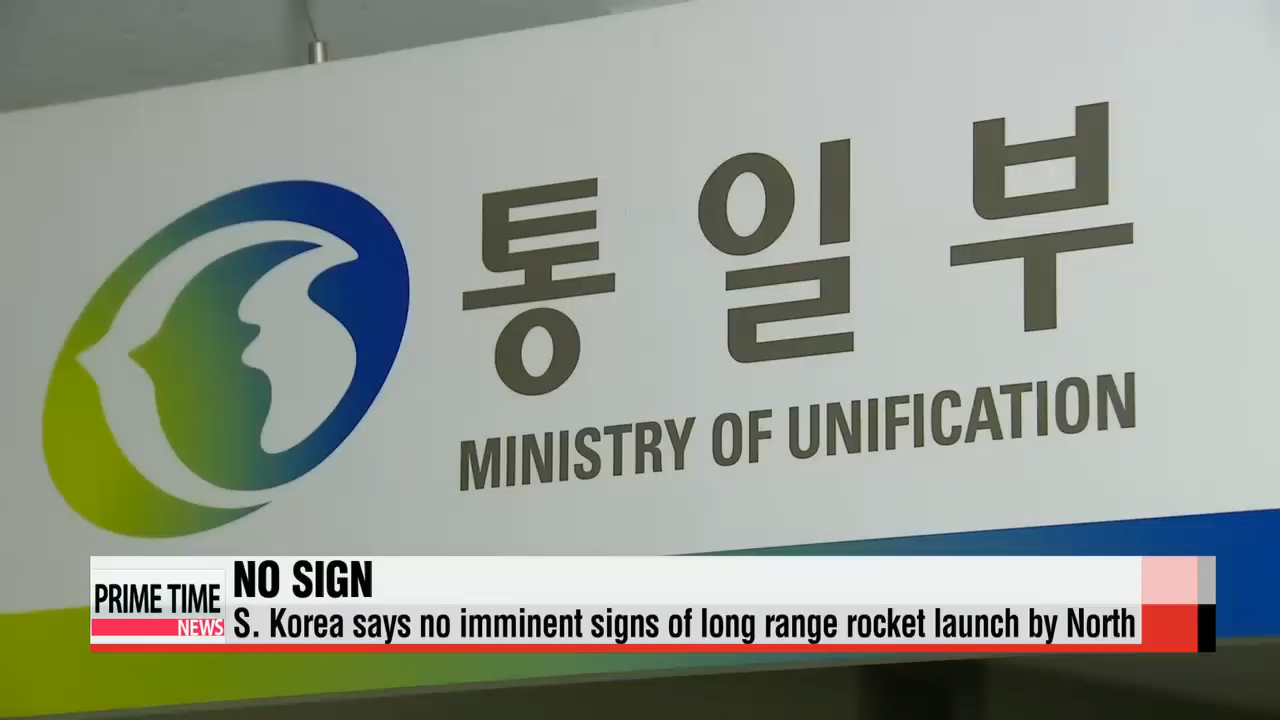 통일부
MINISTRY OF UNIFICATION
PRIME TIME
NEWS
NO SIGN
S. Korea says no imminent signs of long range rocket launch by North